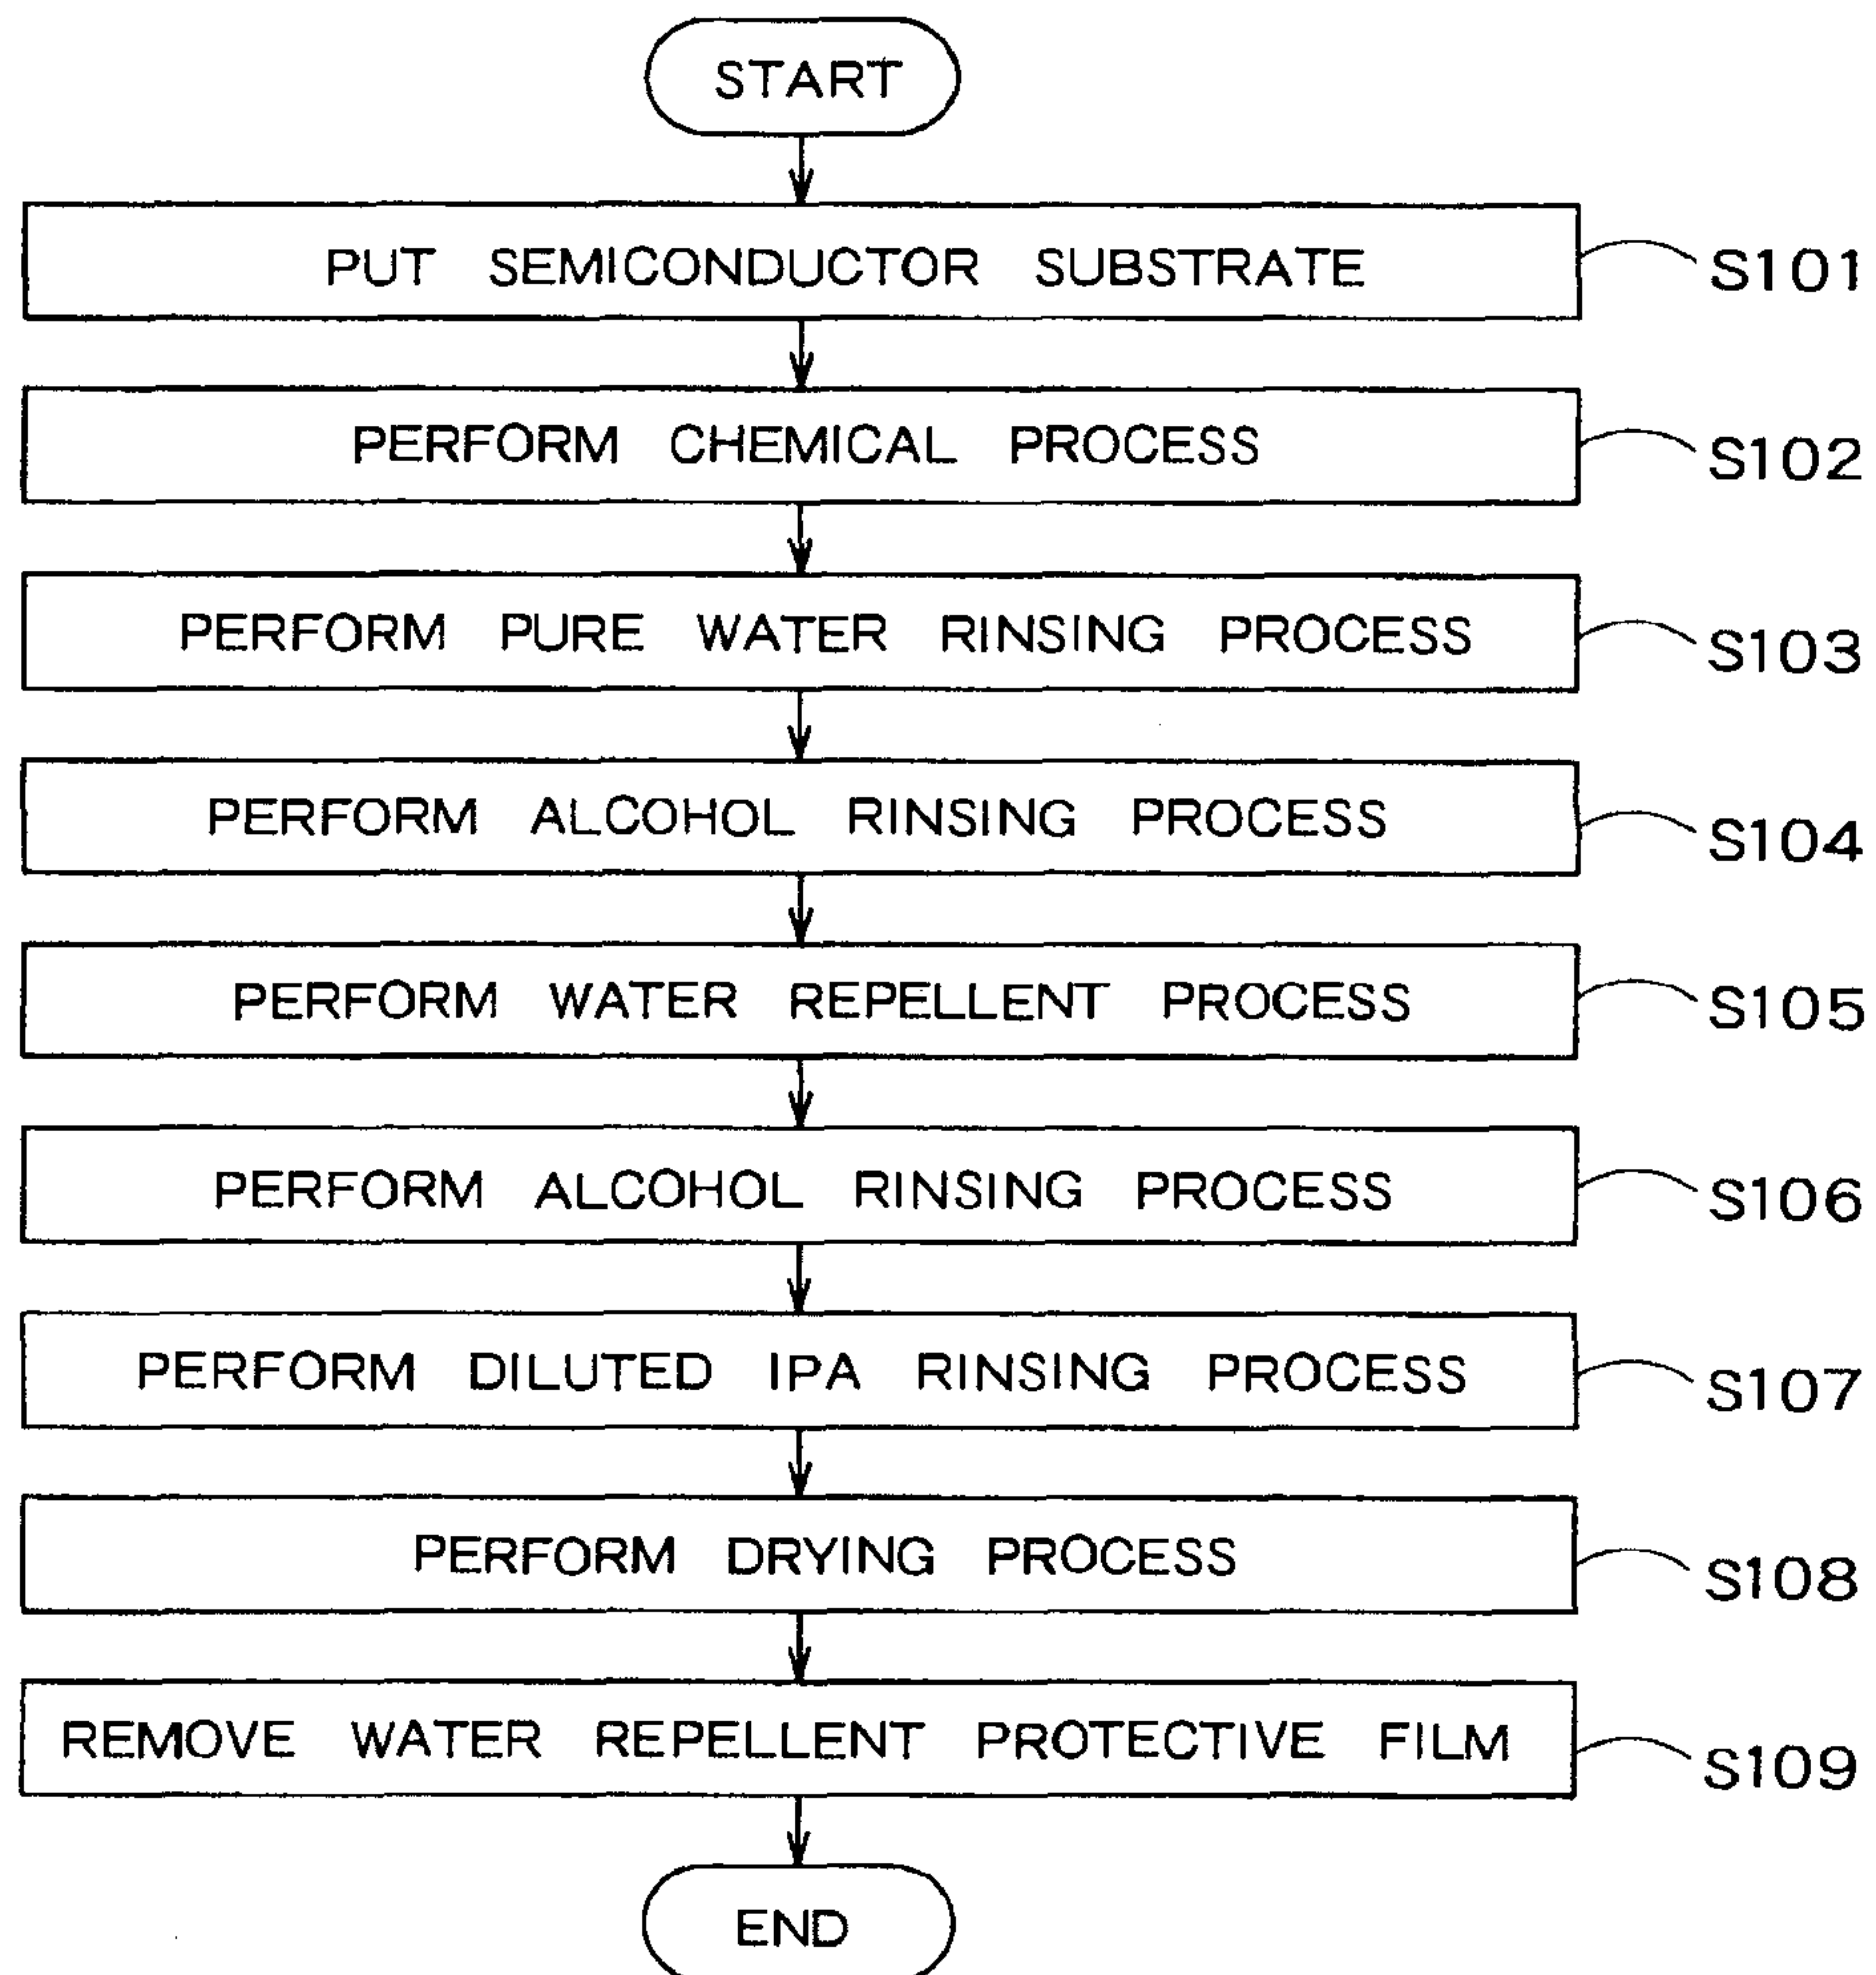 START
PUT SEMICONDUCTOR SUBSTRATE S101
PERFORM CHEMICAL PROCESS S102
PERFORM PURE WATER RINSING PROCESS S103
PERFORM ALCOHOL RINSING PROCESS S104
PERFORM WATER REPELLENT PROCESS S105
PERFORM ALCOHOL RINSING PROCESS S106
PERFORM DILUTED IPA RINSING PROCESS S107
PERFORM DRYING PROCESS S108
REMOVE WATER REPELLENT PROTECTIVE FILM S109
END